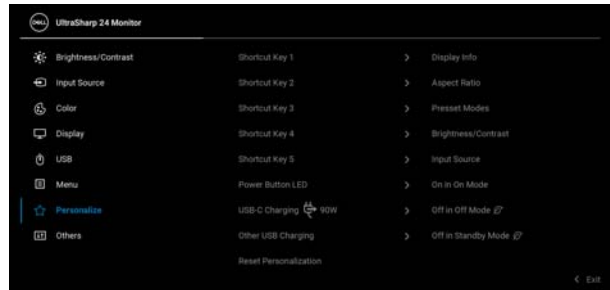 DELL UltraSharp 24 Monitor
Brightness/Contrast Shortcut Key 1 > Display Info
Input Source Shortcut Key 2 > Aspect Ratio
Color Shortcut Key 3 > Presset Modes
Display Shortcut Key 4 > Brightness/Contrast
USB Shortcut Key 5 > Input Source
Menu Power Button LED > On In On Mode
Personalize USB-C Charging 90W > Off in Off Mode
Others Other USB Charging > Off in Standby Mode
Reset Personalization
< Exit